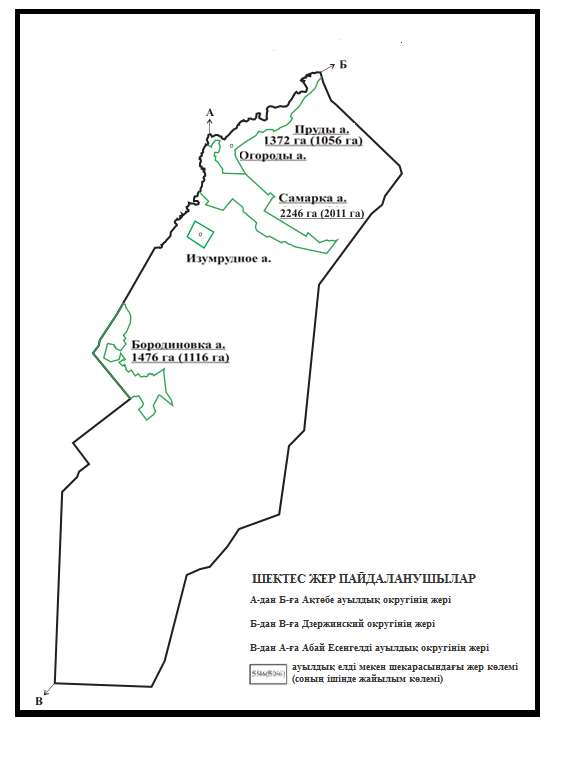 Б
А
Пруды а.
1372 га (1056 га)
Огороды а.
Самарка а.
2246 га (2011 га)
Изумрудное а.
Бородиновка а.
1476 га (1116 га)
ШЕКТЕС ЖЕР ПАЙДАЛАНУШЫЛАР
А-дан Б-ға Ақтөбе ауылдық округінің жері
Б-дан В-ға Дзержинский округінің жері
В-дан А-ға Абай Есенгелді ауылдық округінің жері
ауылдық елді мекен шекарасындағы жер көлемі
(соның ішінде жайылым көлемі)
В